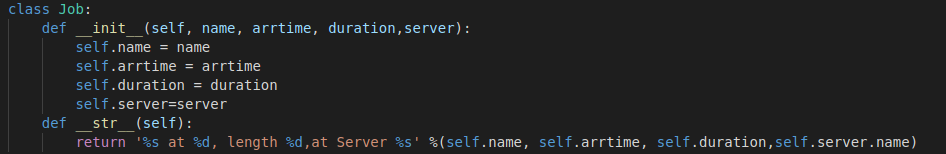 class Job:
    def __init__(self, name, arrtime, duration,server):
        self.name = name
        self.arrtime = arrtime
        self.duration = duration
        self.server=server
    def __str__(self):
        return '%s at %d, length %d,at Server %s' %(self.name, self.arrtime, self.duration,self.server.name)